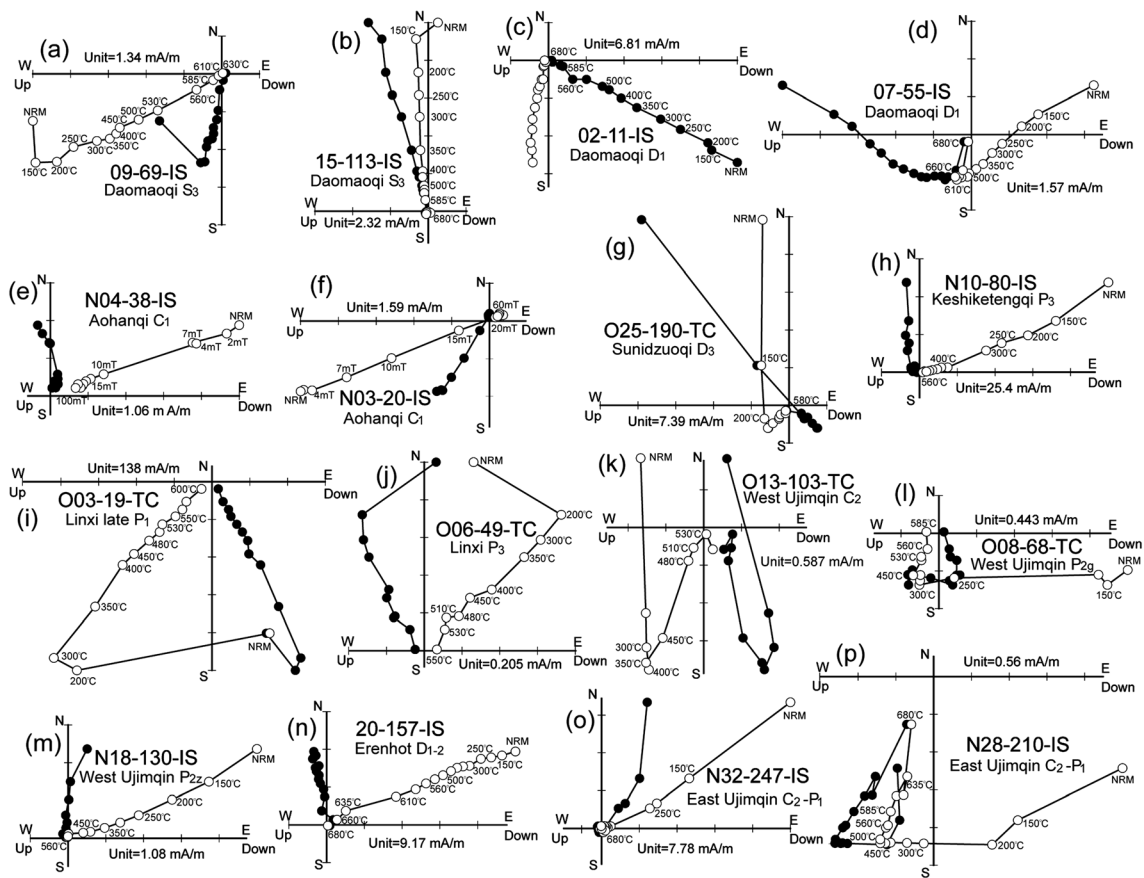 (a)
N
Unit=1.34 mA/m
W
Up
E
Down
610℃
630℃
585℃
560℃
530℃
500℃
450℃
400℃
350℃
300℃
250℃
200℃
150℃
NRM
09-69-IS
Daomaoqi S3
S
(b)
N
NRM
150℃
200℃
250℃
300℃
350℃
400℃
450℃
500℃
585℃
680℃
15-113-IS
Daomaoqi S3
W
Up
E
Down
Unit=2.32 mA/m
S
(c)
N
Unit=6.81 mA/m
W
Up
E
Down
680℃
585℃
560℃
500℃
400℃
350℃
300℃
250℃
200℃
150℃
NRM
02-11-IS
Daomaoqi D1
S
(d)
N
07-55-IS
Daomaoqi D1
NRM
150℃
200℃
250℃
300℃
350℃
500℃
610℃
660℃
680℃
W
Up
E
Down
Unit=1.57 mA/m
S
(e)
N
N04-38-IS
Aohanqi C1
NRM
2mT
4mT
7mT
10mT
15mT
100mT
W
Up
E
Down
Unit=1.06 m A/m
S
(f)
N
Unit=1.59 mA/m
W
Up
E
Down
60mT
20mT
15mT
10mT
7mT
4mT
NRM
N03-20-IS
Aohanqi C1
S
(g)
N
NRM
O25-190-TC
Sunidzuoqi D3
150℃
200℃
580℃
W
Up
E
Down
Unit=7.39 mA/m
S
(h)
N
N10-80-IS
Keshiketengqi P3
NRM
150℃
200℃
250℃
300℃
400℃
560℃
W
Up
E
Down
Unit=25.4 mA/m
S
(i)
N
Unit=138 mA/m
W
Up
E
Down
O03-19-TC
Linxi late P1
600℃
550℃
530℃
480℃
450℃
400℃
350℃
300℃
200℃
NRM
S
(j)
N
NRM
O06-49-TC
Linxi P3
200℃
300℃
350℃
400℃
450℃
480℃
510℃
530℃
550℃
W
Up
E
Down
Unit=0.205 mA/m
S
(k)
N
NRM
O13-103-TC
West Ujimqin C2
W
Up
E
Down
Unit=0.587 mA/m
530℃
510℃
480℃
450℃
300℃
350℃
400℃
S
(l)
N
Unit=0.443 mA/m
W
Up
E
Down
O08-68-TC
West Ujimqin P2g
585℃
560℃
530℃
450℃
300℃
250℃
150℃
NRM
S
(m)
N
N18-130-IS
West Ujimqin P2z
NRM
150℃
200℃
250℃
350℃
450℃
560℃
W
Up
E
Down
Unit=1.08 mA/m
S
(n)
N
20-157-IS
Erenhot D1-2
NRM
150℃
250℃
300℃
500℃
560℃
610℃
635℃
660℃
680℃
W
Up
E
Down
Unit=9.17 mA/m
S
(o)
N
NRM
150℃
250℃
680℃
N32-247-IS
East Ujimqin C2-P1
W
Up
E
Down
Unit=7.78 mA/m
S
(p)
N
Unit=0.56 mA/m
W
Up
E
Down
680℃
635℃
585℃
560℃
500℃
450℃
300℃
150℃
200℃
NRM
N28-210-IS
East Ujimqin C2-P1
S